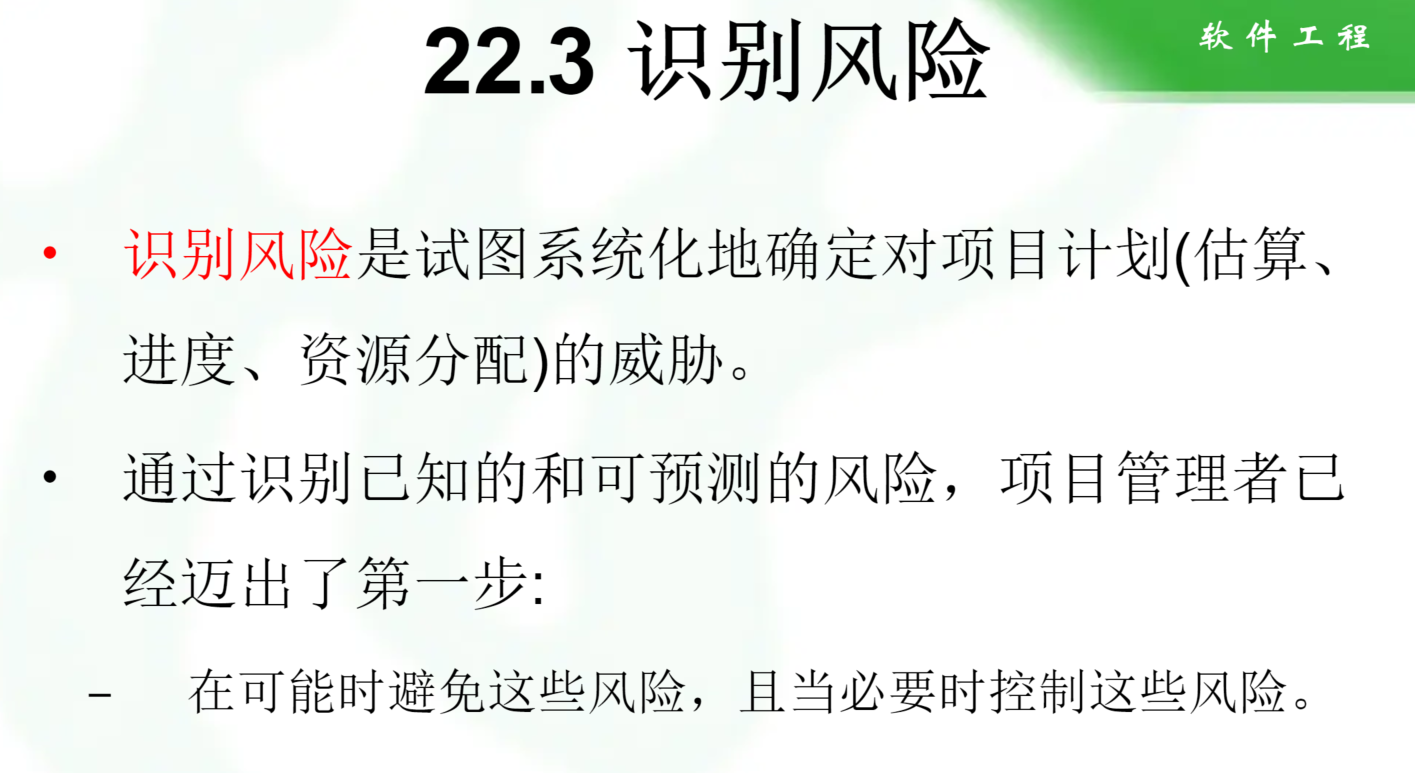 22.3 识别风险
软件工程
• 识别风险是试图系统化地确定对项目计划(估算、
进度、资源分配)的威胁。
• 通过识别已知的和可预测的风险，项目管理者已
经迈出了第一步:
– 在可能时避免这些风险，且当必要时控制这些风险。